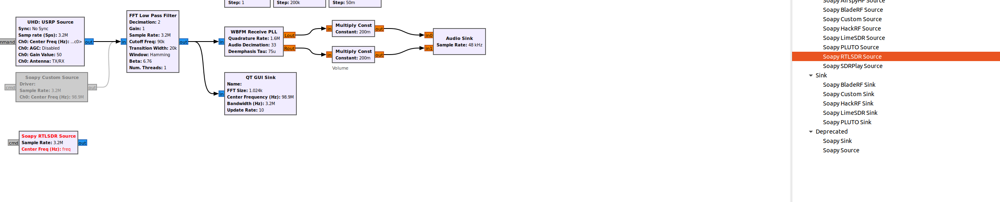 Step: 1
Step: 200k
Step: 50m
UHD: USRP Source
Sync: No Sync
Samp rate (Sps): 3.2M
Ch0: Center Freq (Hz): ...c0>
Ch0: AGC: Disabled
Ch0: Gain Value: 50
Ch0: Antenna: TX/RX
mmand
out
Soapy Custom Source
Driver:
Sample Rate: 3.2M
Ch0: Center Freq (Hz): 98.9M
cmd
out
Soapy RTLSDR Source
Sample Rate: 3.2M
Center Freq (Hz): freq
cmd
out
FFT Low Pass Filter
Decimation: 2
Gain: 1
Sample Rate: 3.2M
Cutoff Freq: 90k
Transition Width: 20k
Window: Hamming
Beta: 6.76
Num. Threads: 1
in
out
WBFM Receive PLL
Quadrature Rate: 1.6M
Audio Decimation: 33
Deemphasis Tau: 75u
in
Lout
Rout
QT GUI Sink
Name:
FFT Size: 1.024k
Center Frequency (Hz): 98.9M
Bandwidth (Hz): 3.2M
Update Rate: 10
in
Multiply Const
Constant: 200m
in
out
Multiply Const
Constant: 200m
in
out
Volume
Audio Sink
Sample Rate: 48 kHz
in0
in1
Soapy AirspyHF Source
Soapy BladeRF Source
Soapy Custom Source
Soapy HackRF Source
Soapy LimeSDR Source
Soapy PLUTO Source
Soapy RTLSDR Source
Soapy SDRPlay Source
Sink
Soapy BladeRF Sink
Soapy Custom Sink
Soapy HackRF Sink
Soapy LimeSDR Sink
Soapy PLUTO Sink
Deprecated
Soapy Sink
Soapy Source